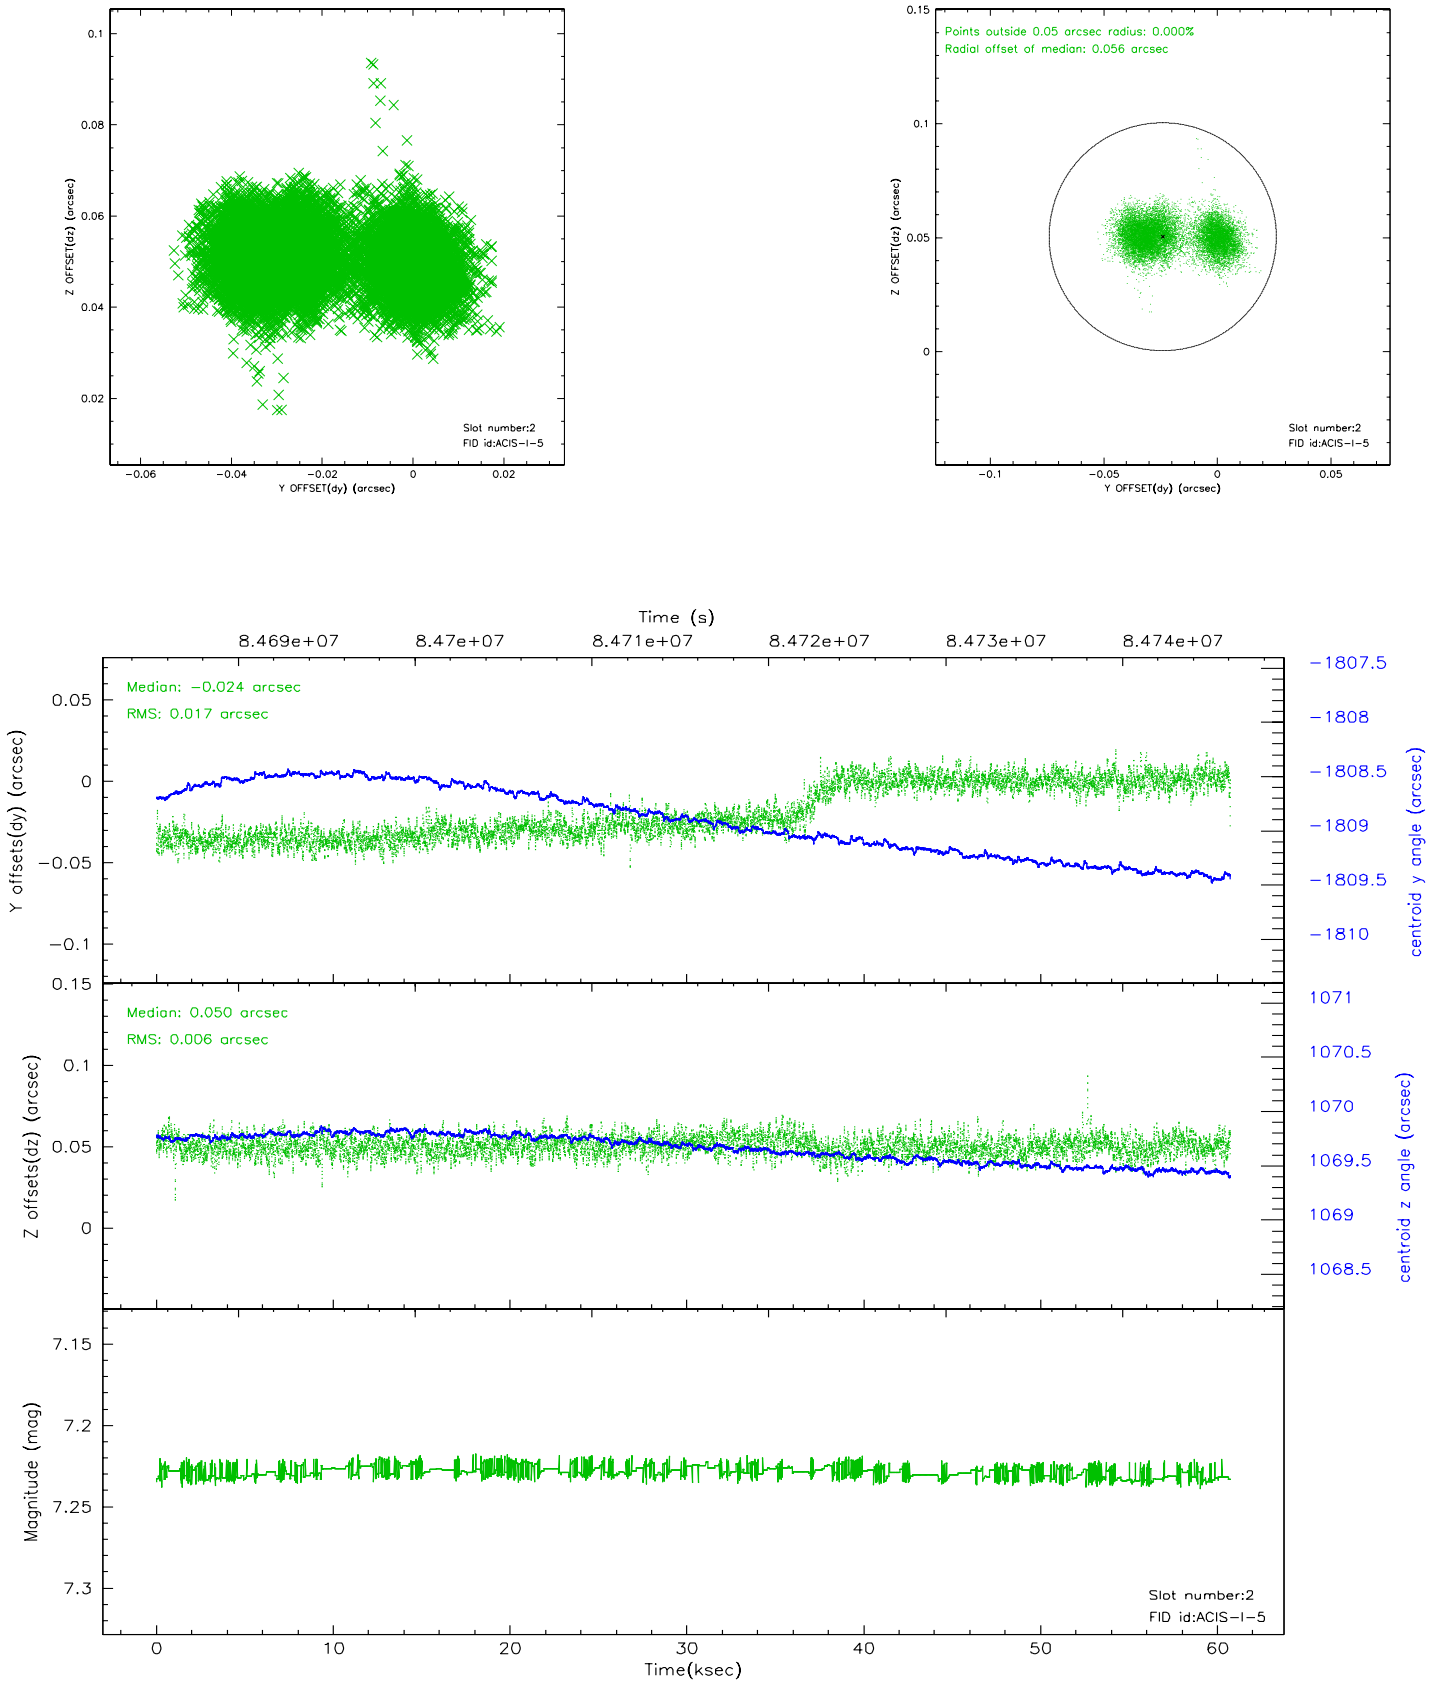 0.1
0.08
0.06
0.04
0.02
Z OFFSET(dz) (arcsec)
Slot number:2
FID id:ACIS-I-5
-0.06 -0.04 -0.02 0 0.02
Y OFFSET(dy) (arcsec)
0.15
0.1
0.05
0
Z OFFSET(dz) (arcsec)
Points outside 0.05 arcsec radius: 0.000%
Radial offset of median: 0.056 arcsec
Slot number:2
FID id:ACIS-I-5
-0.1 -0.05 0 0.05
Y OFFSET(dy) (arcsec)
Time (s)
8.469e+07 8.47e+07 8.471e+07 8.472e+07 8.473e+07 8.474e+07
Median: -0.024 arcsec
RMS: 0.017 arcsec
0.05
0
-0.05
-0.1
Y offsets(dy) (arcsec)
-1807.5
-1808
-1808.5
-1809
-1809.5
-1810
centroid y angle (arcsec)
Median: 0.050 arcsec
RMS: 0.006 arcsec
0.15
0.1
0.05
0
Z offsets(dz) (arcsec)
1071
1070.5
1070
1069.5
1069
1068.5
centroid z angle (arcsec)
7.15
7.2
7.25
7.3
Magnitude (mag)
Slot number:2
FID id:ACIS-I-5
0 10 20 30 40 50 60
Time(ksec)